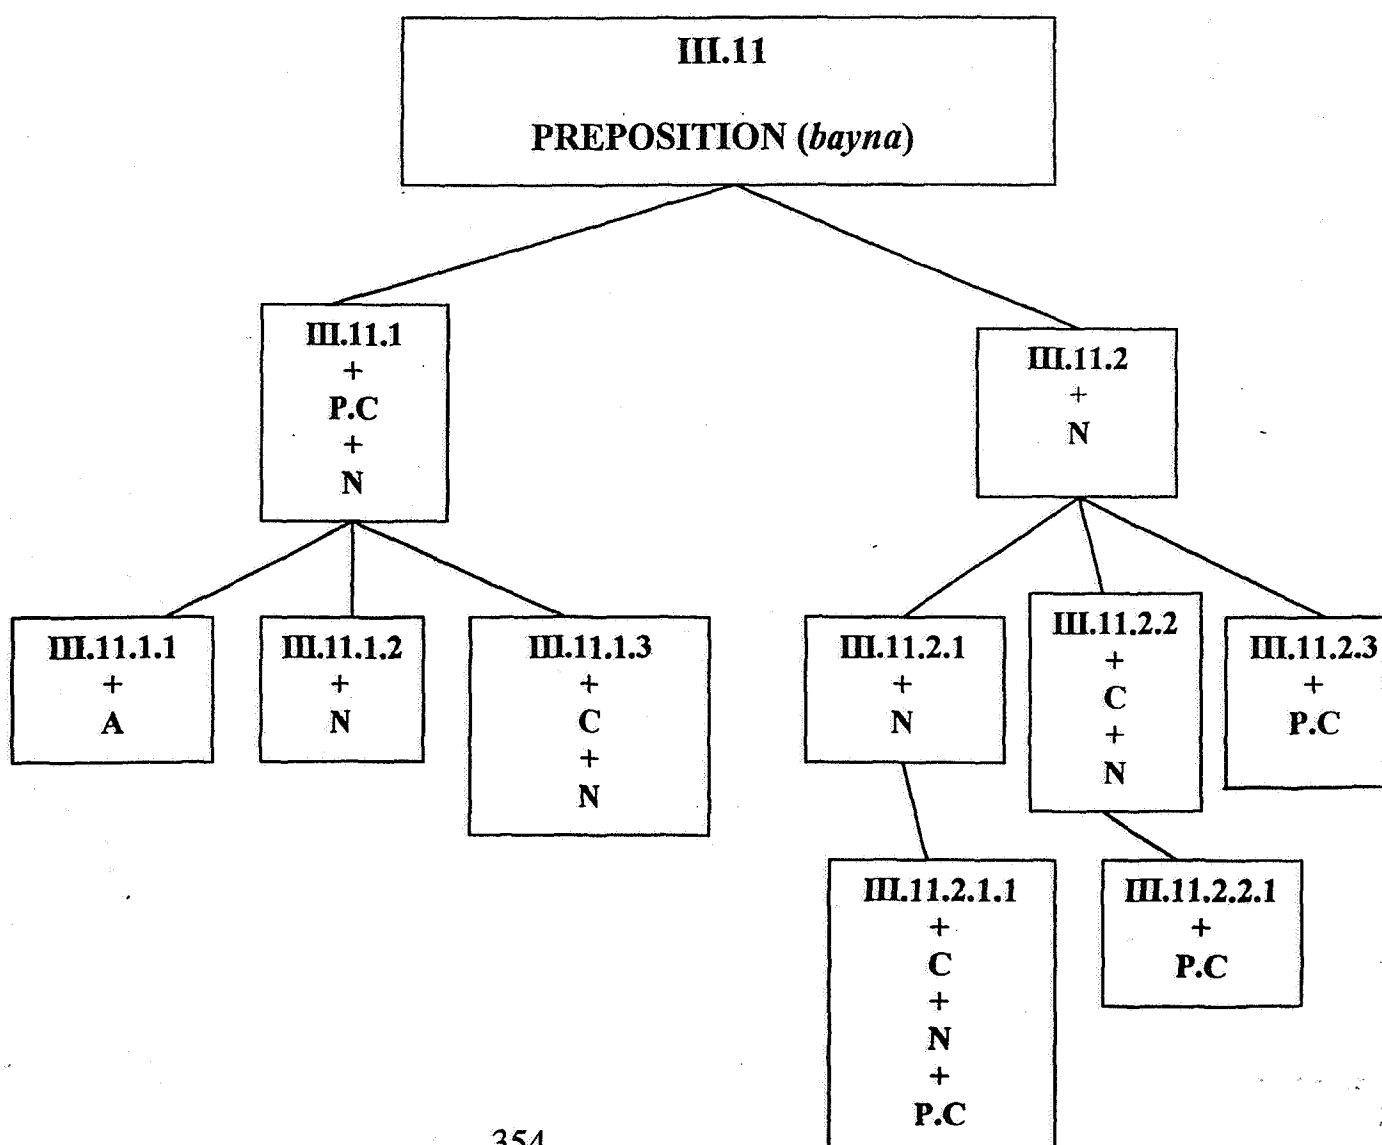 III.11
PREPOSITION (bayna)
III.11.1
+
P.C
+
N
III.11.2
+
N
III.11.1.1
+
A
III.11.1.2
+
N
III.11.1.3
+
C
+
N
III.11.2.1
+
N
III.11.2.2
+
C
+
N
III.11.2.3
+
P.C
III.11.2.1.1
+
C
+
N
+
P.C
III.11.2.2.1
+
P.C
354